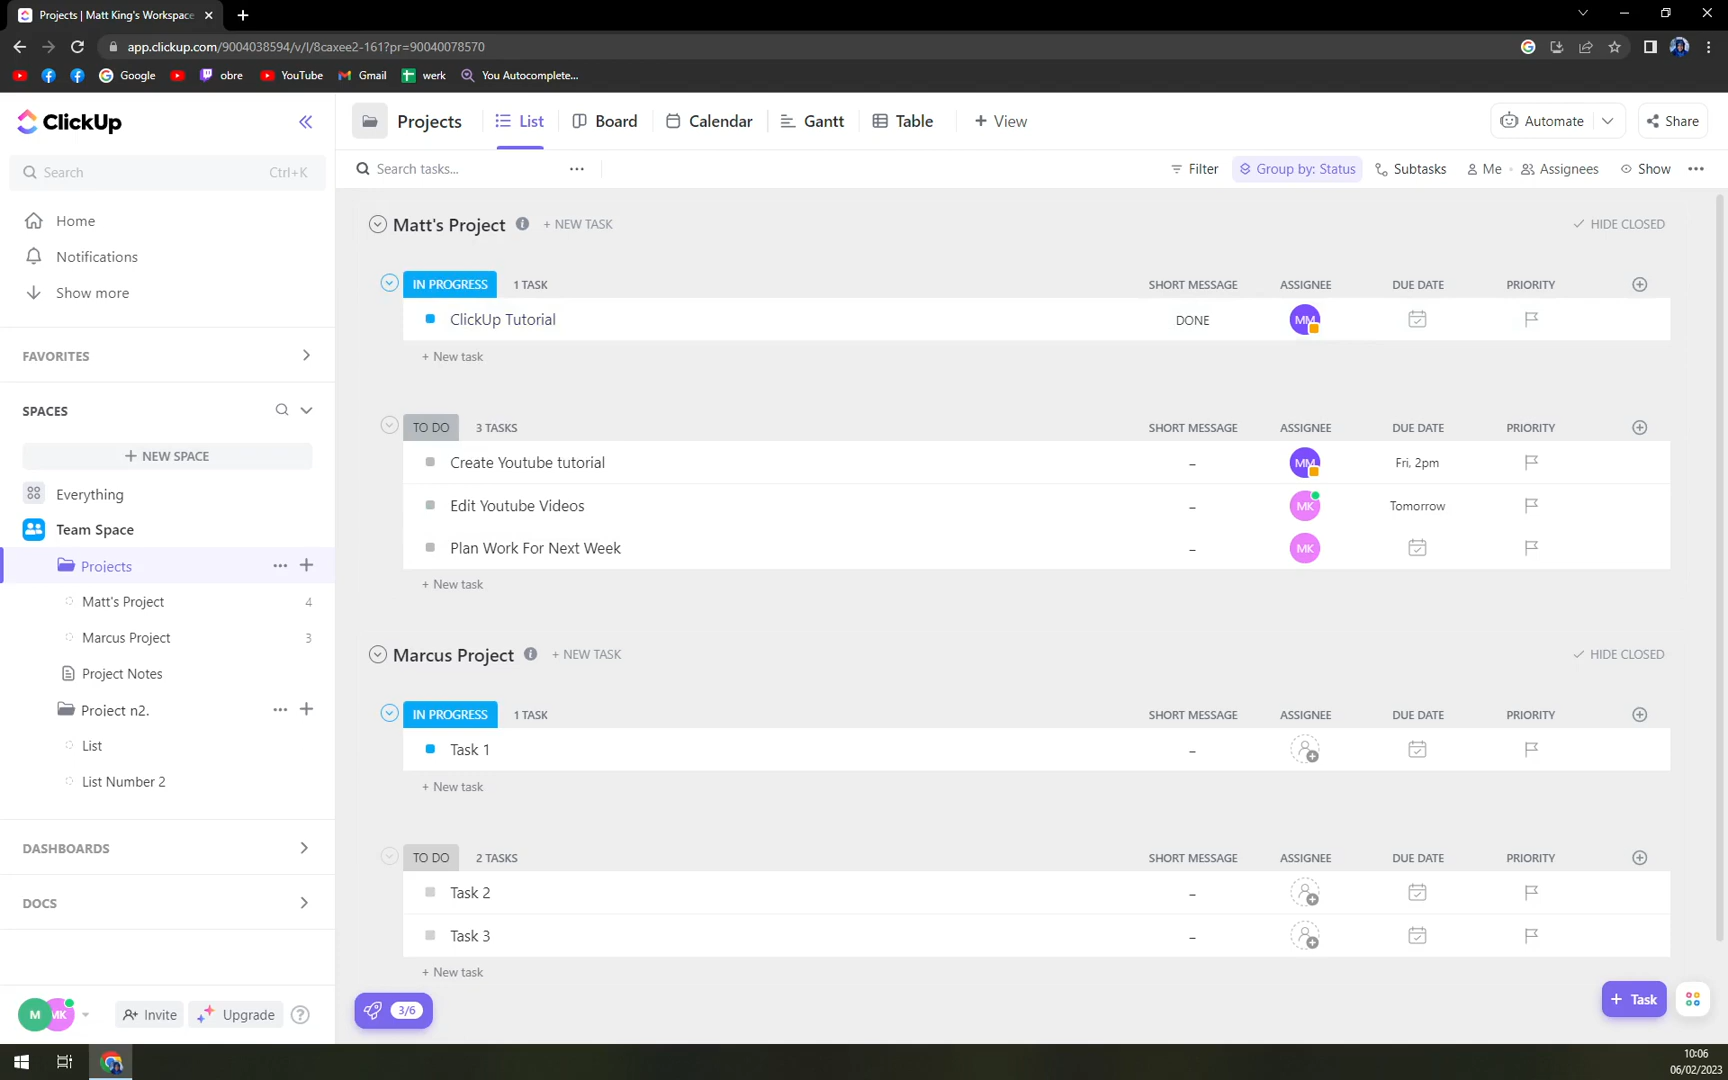 Projects | Matt King's Workspace
app.clickup.com/9004038594/v/l/8caxee2-161?pr=90040078570
Google
obre
YouTube
Gmail
werk
You Autocomplete...
ClickUp
Projects
List
Board
Calendar
Gantt
Table
+ View
Automate
Share
Search
Ctrl+K
Search tasks...
Filter
Group by: Status
Subtasks
Me
Assignees
Show
Home
Notifications
Show more
FAVORITES
SPACES
+ NEW SPACE
Everything
Team Space
Projects
Matt's Project 4
Marcus Project 3
Project Notes
Project n2.
List
List Number 2
DASHBOARDS
DOCS
M
MK
Invite
Upgrade
?
Matt's Project
+ NEW TASK
HIDE CLOSED
IN PROGRESS 1 TASK SHORT MESSAGE ASSIGNEE DUE DATE PRIORITY
ClickUp Tutorial DONE MM
+ New task
TO DO 3 TASKS SHORT MESSAGE ASSIGNEE DUE DATE PRIORITY
Create Youtube tutorial – MM Fri, 2pm
Edit Youtube Videos – MK Tomorrow
Plan Work For Next Week – MK
+ New task
Marcus Project
+ NEW TASK
HIDE CLOSED
IN PROGRESS 1 TASK SHORT MESSAGE ASSIGNEE DUE DATE PRIORITY
Task 1 –
+ New task
TO DO 2 TASKS SHORT MESSAGE ASSIGNEE DUE DATE PRIORITY
Task 2 –
Task 3 –
+ New task
3/6
+ Task
10:06
06/02/2023